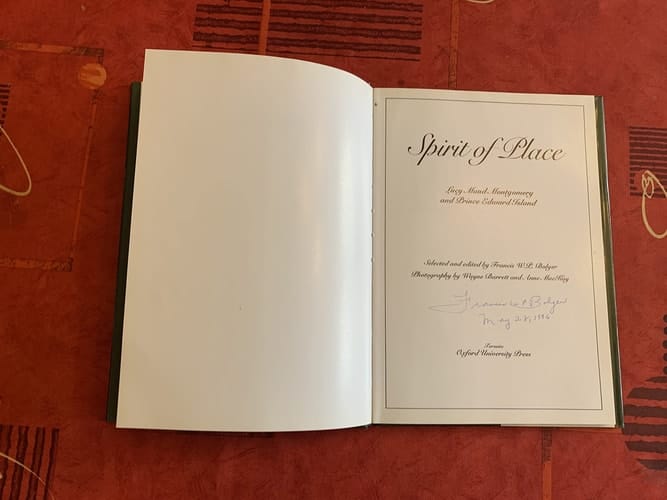 Spirit of Place
Lucy Maud Montgomery
and Prince Edward Island
Selected and edited by Francis W.P. Bolger
Photography by Wayne Barrett and Anne MacKay
Francis W P Bolger
May 1996
Toronto
Oxford University Press